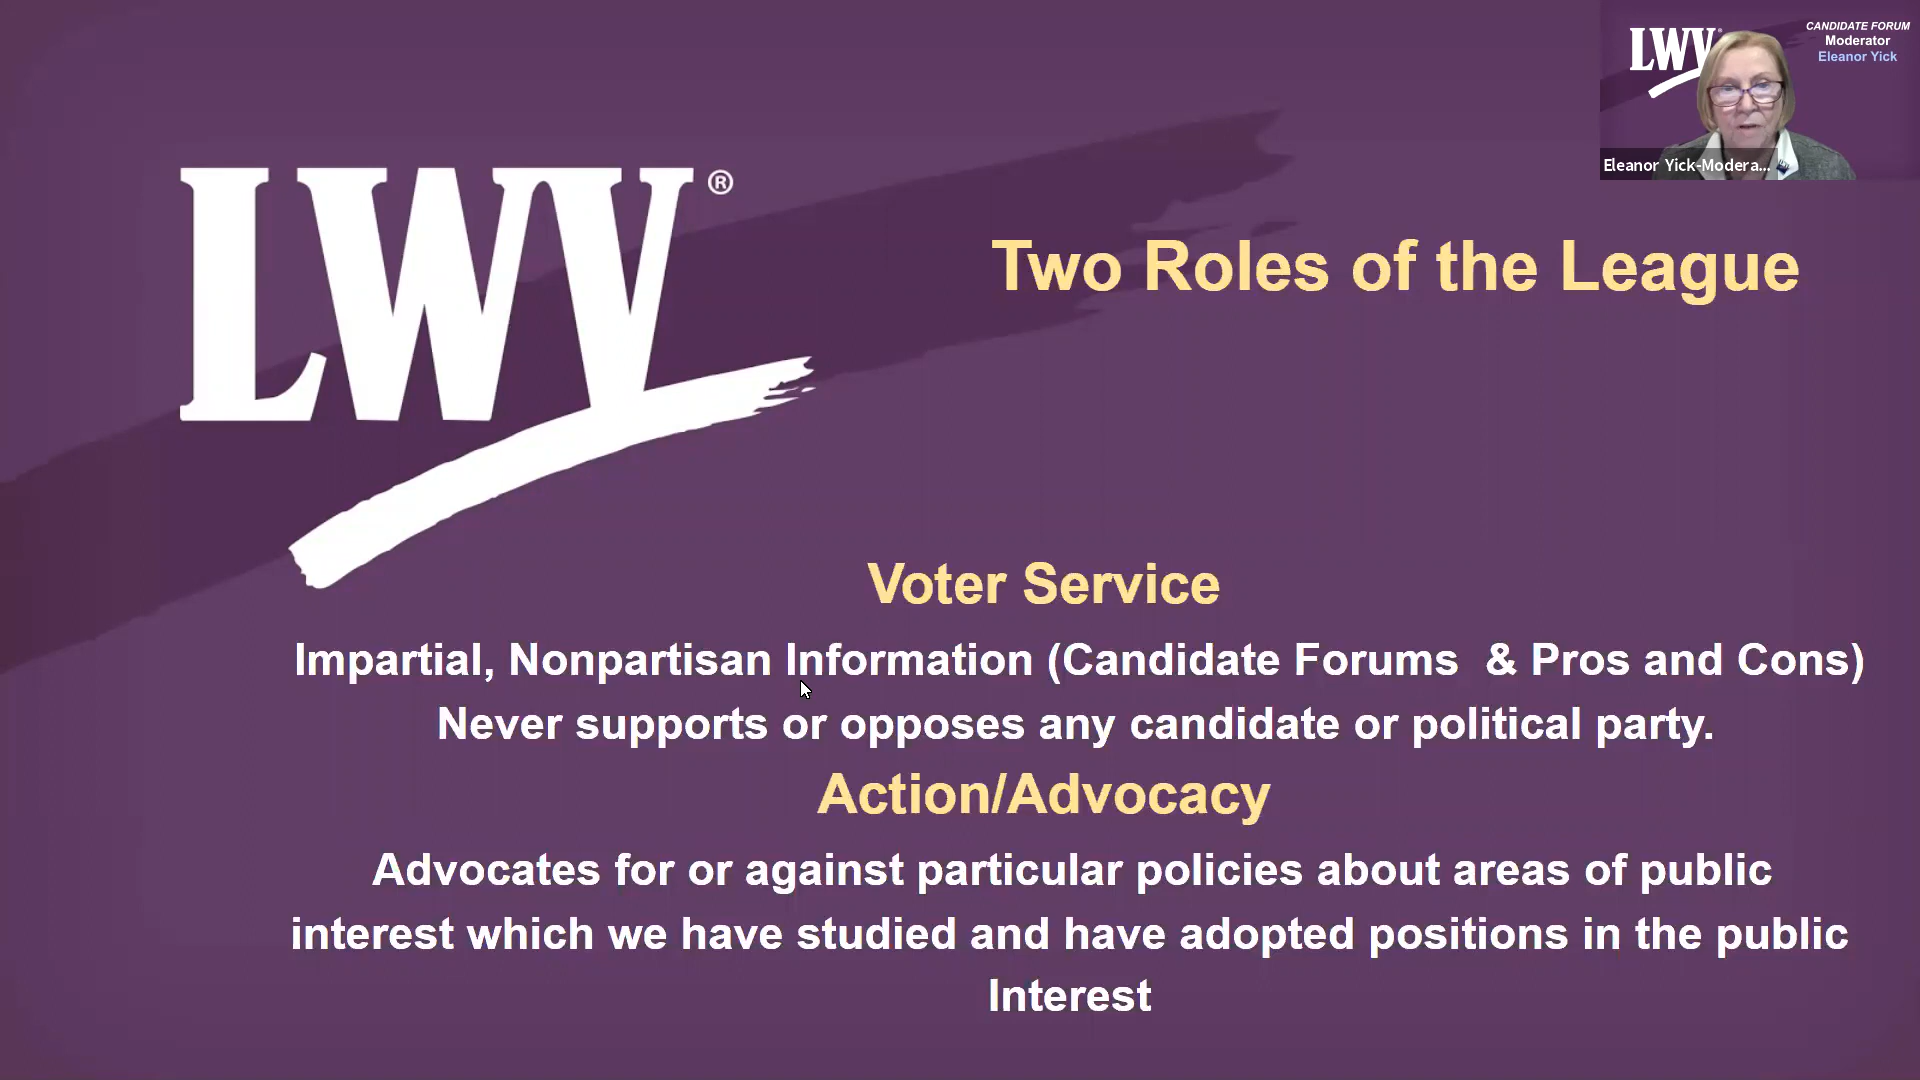 LWV®
CANDIDATE FORUM
Moderator
Eleanor Yick
LWV
Eleanor Yick-Modera...
Two Roles of the League
Voter Service
Impartial, Nonpartisan Information (Candidate Forums & Pros and Cons)
Never supports or opposes any candidate or political party.
Action/Advocacy
Advocates for or against particular policies about areas of public
interest which we have studied and have adopted positions in the public
Interest